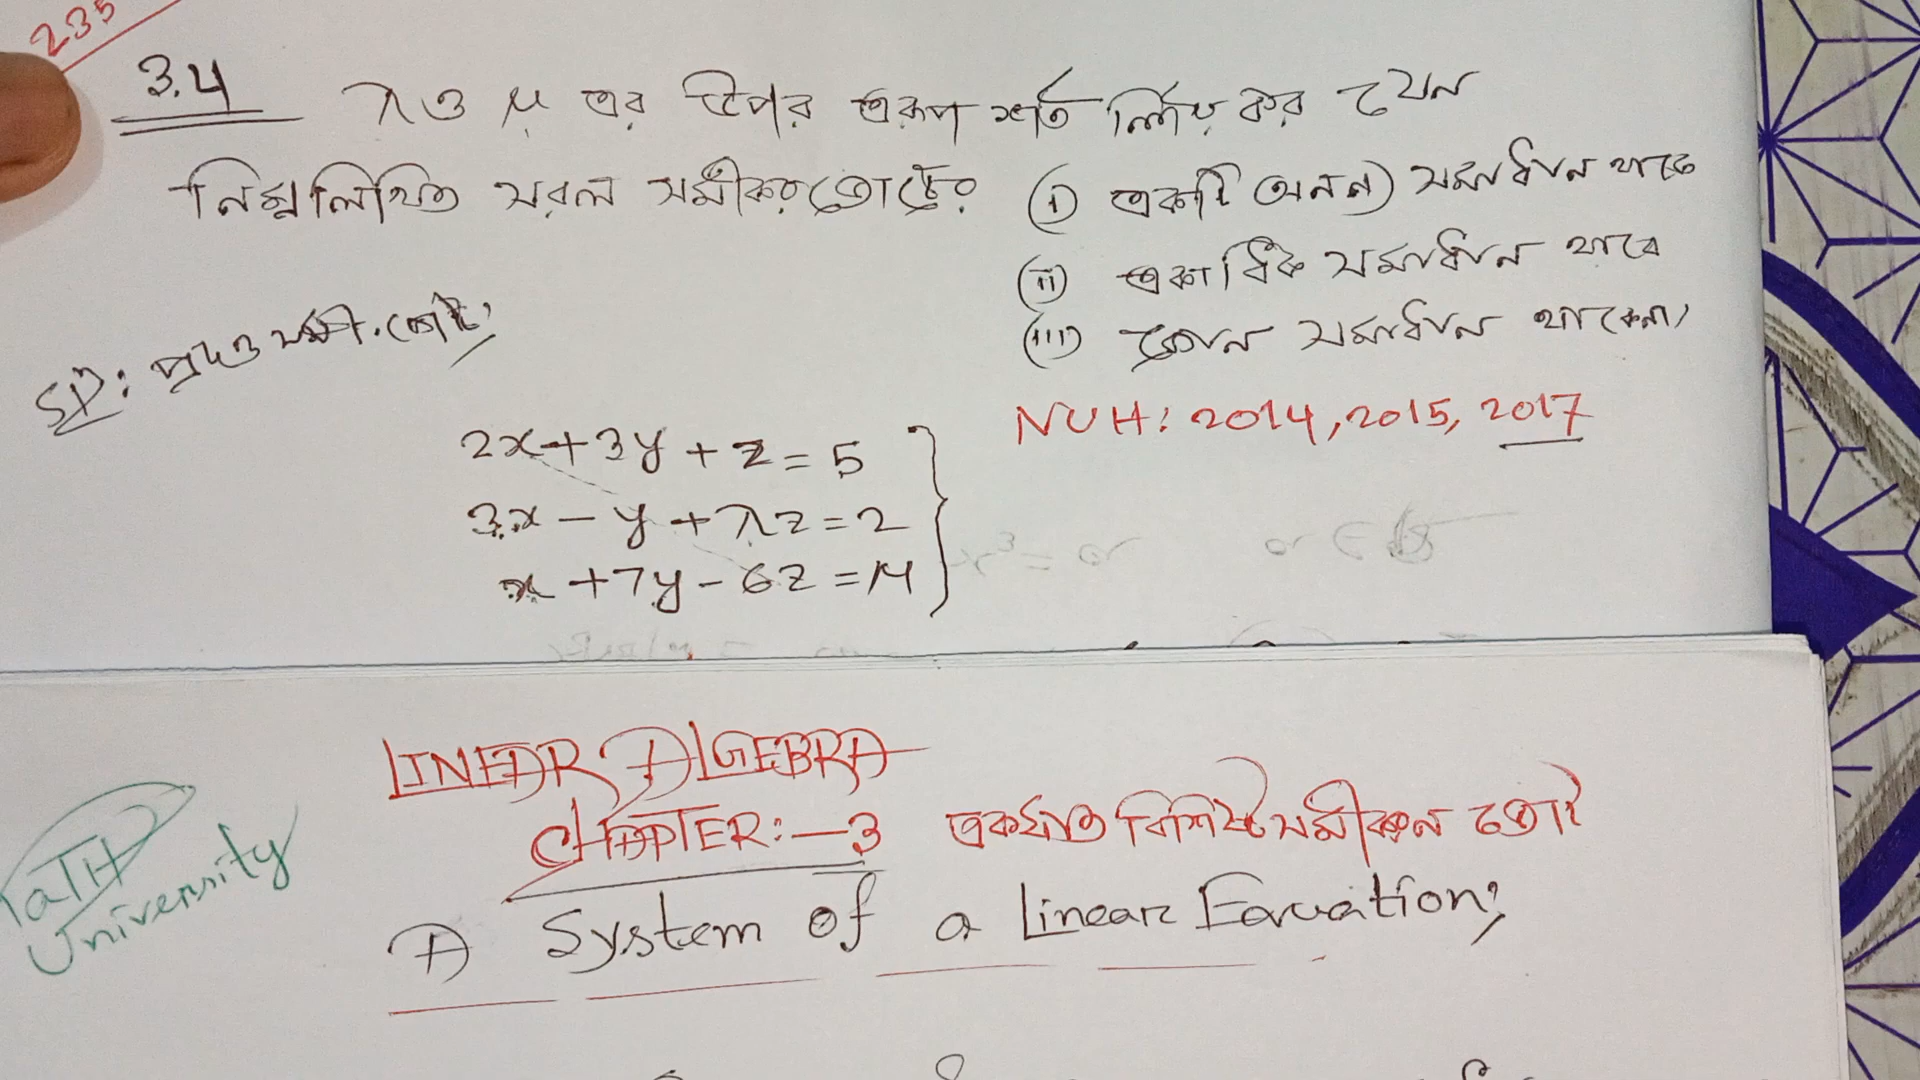 235
3.4 λ ও μ এর উপর এরূপ শর্ত নির্ণয় কর যেন
নিম্নলিখিত সরল সমীকরণজোটের (i) একটি (অনন্য) সমাধান থাকে
(ii) একাধিক সমাধান থাকে
(iii) কোন সমাধান থাকেনা।
প্রদত্ত সমী. জোট,
NUH: 2014, 2015, 2017
2x+3y+z=5
3x-y+λz=2
x+7y-6z=μ
LINEAR ALGEBRA
CHAPTER:-3 একঘাত বিশিষ্ট সমীকরণ জোট
A System of a Linear Equation;
University